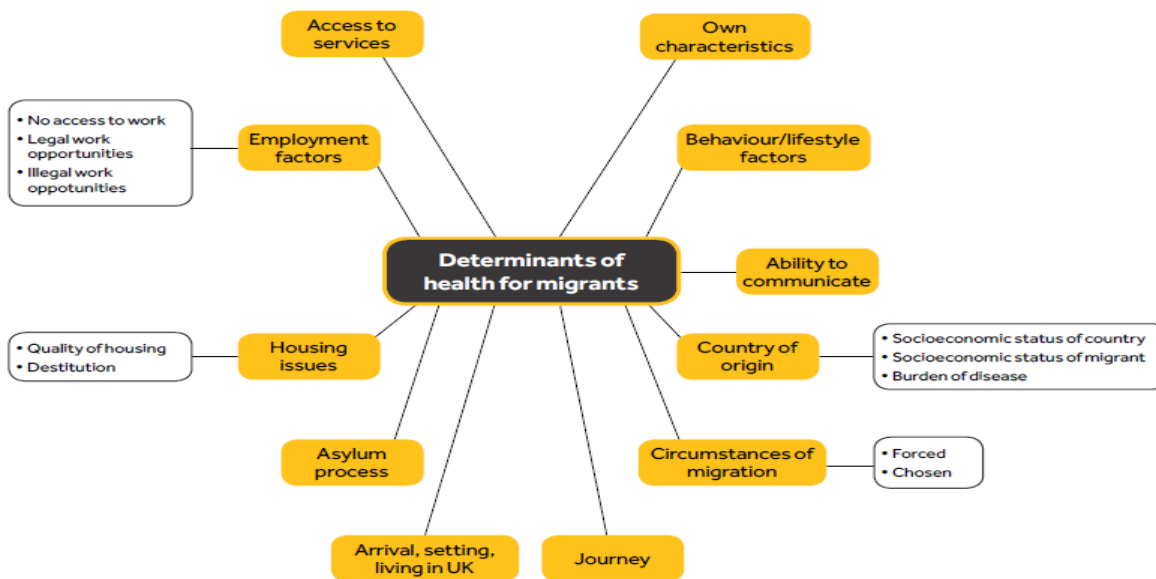 Access to
services
Own
characteristics
• No access to work
• Legal work
opportunities
• Illegal work
oppotunities
Employment
factors
Behaviour/lifestyle
factors
Determinants of
health for migrants
Ability to
communicate
• Quality of housing
• Destitution
Housing
issues
Country of
origin
• Socioeconomic status of country
• Socioeconomic status of migrant
• Burden of disease
Asylum
process
Circumstances of
migration
• Forced
• Chosen
Arrival, setting,
living in UK
Journey